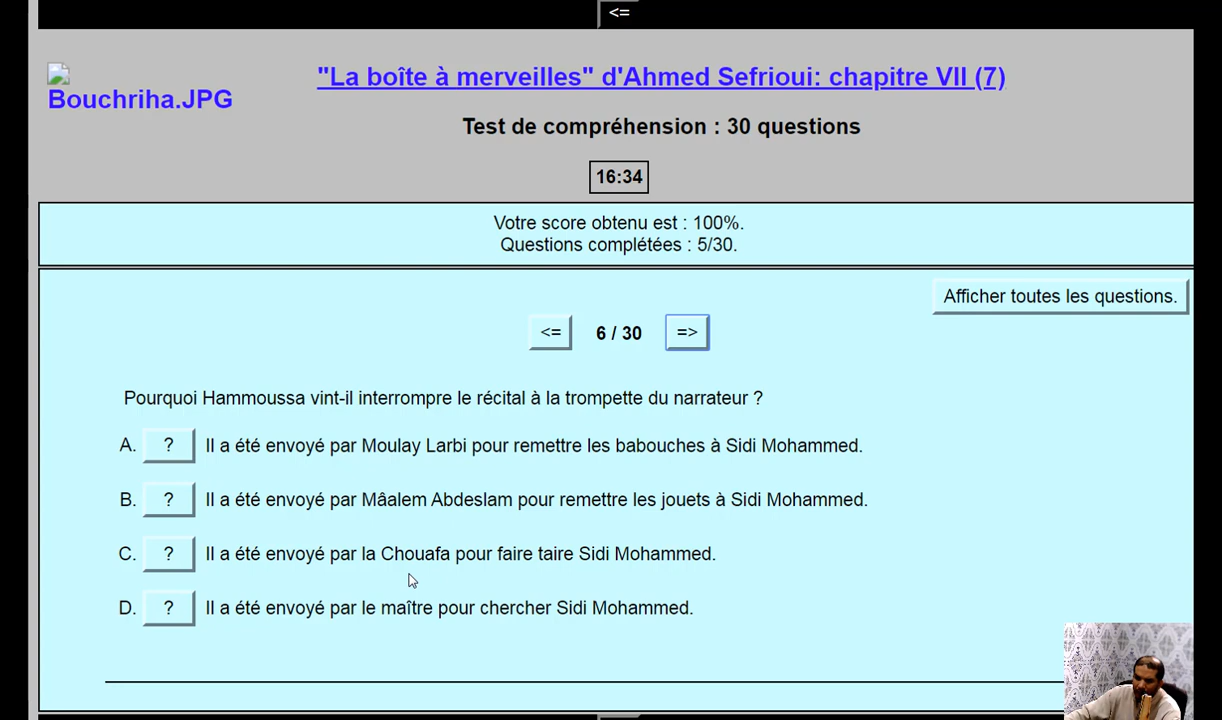 <=
Bouchriha.JPG
"La boîte à merveilles" d'Ahmed Sefrioui: chapitre VII (7)
Test de compréhension : 30 questions
16:34
Votre score obtenu est : 100%.
Questions complétées : 5/30.
Afficher toutes les questions.
<= 6 / 30 =>
Pourquoi Hammoussa vint-il interrompre le récital à la trompette du narrateur ?
A. ? Il a été envoyé par Moulay Larbi pour remettre les babouches à Sidi Mohammed.
B. ? Il a été envoyé par Mâalem Abdeslam pour remettre les jouets à Sidi Mohammed.
C. ? Il a été envoyé par la Chouafa pour faire taire Sidi Mohammed.
D. ? Il a été envoyé par le maître pour chercher Sidi Mohammed.